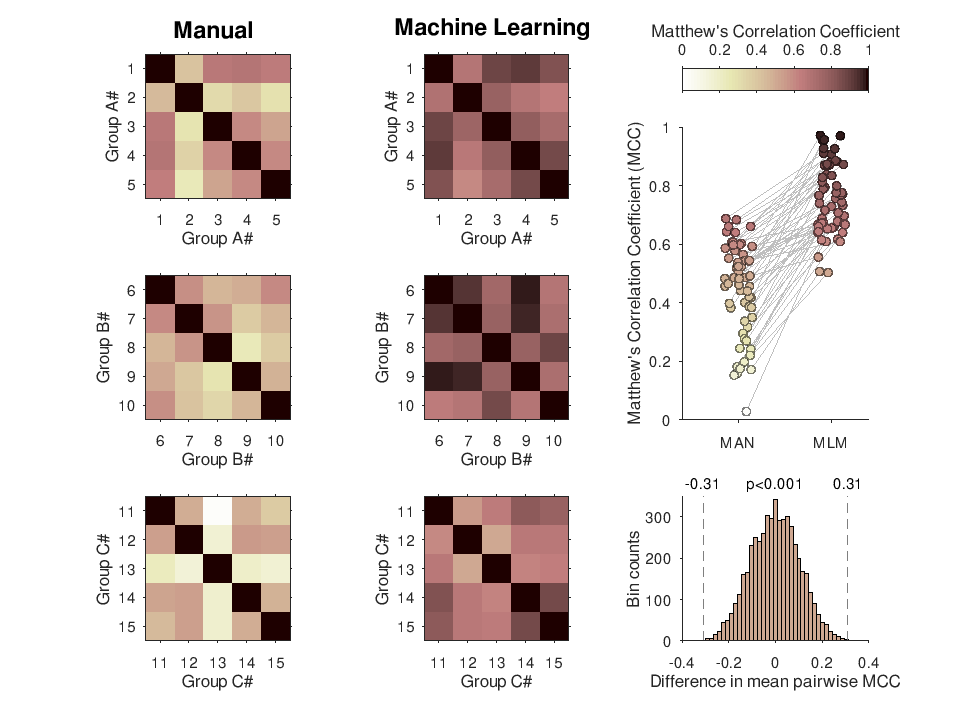 Manual
Machine Learning
Matthew's Correlation Coefficient
0 0.2 0.4 0.6 0.8 1
Group A#
1
2
3
4
5
1 2 3 4 5
Group A#
Group A#
1
2
3
4
5
1 2 3 4 5
Group A#
Matthew's Correlation Coefficient (MCC)
1
0.8
0.6
0.4
0.2
0
MAN MLM
Group B#
6
7
8
9
10
6 7 8 9 10
Group B#
Group B#
6
7
8
9
10
6 7 8 9 10
Group B#
Group C#
11
12
13
14
15
11 12 13 14 15
Group C#
Group C#
11
12
13
14
15
11 12 13 14 15
Group C#
-0.31 p<0.001 0.31
Bin counts
300
200
100
0
-0.4 -0.2 0 0.2 0.4
Difference in mean pairwise MCC